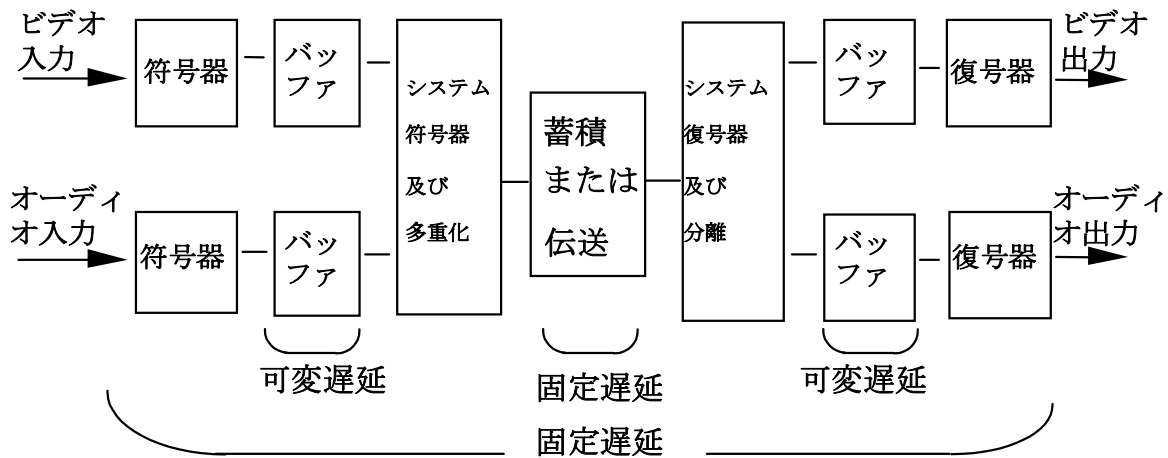 ビデオ
入力
符号器
バッ
ファ
システム
符号器
及び
多重化
蓄積
または
伝送
システム
復号器
及び
分離
バッ
ファ
復号器
ビデオ
出力
オーディ
オ入力
符号器
バッ
ファ
バッ
ファ
復号器
オーディ
オ出力
可変遅延
固定遅延
可変遅延
固定遅延